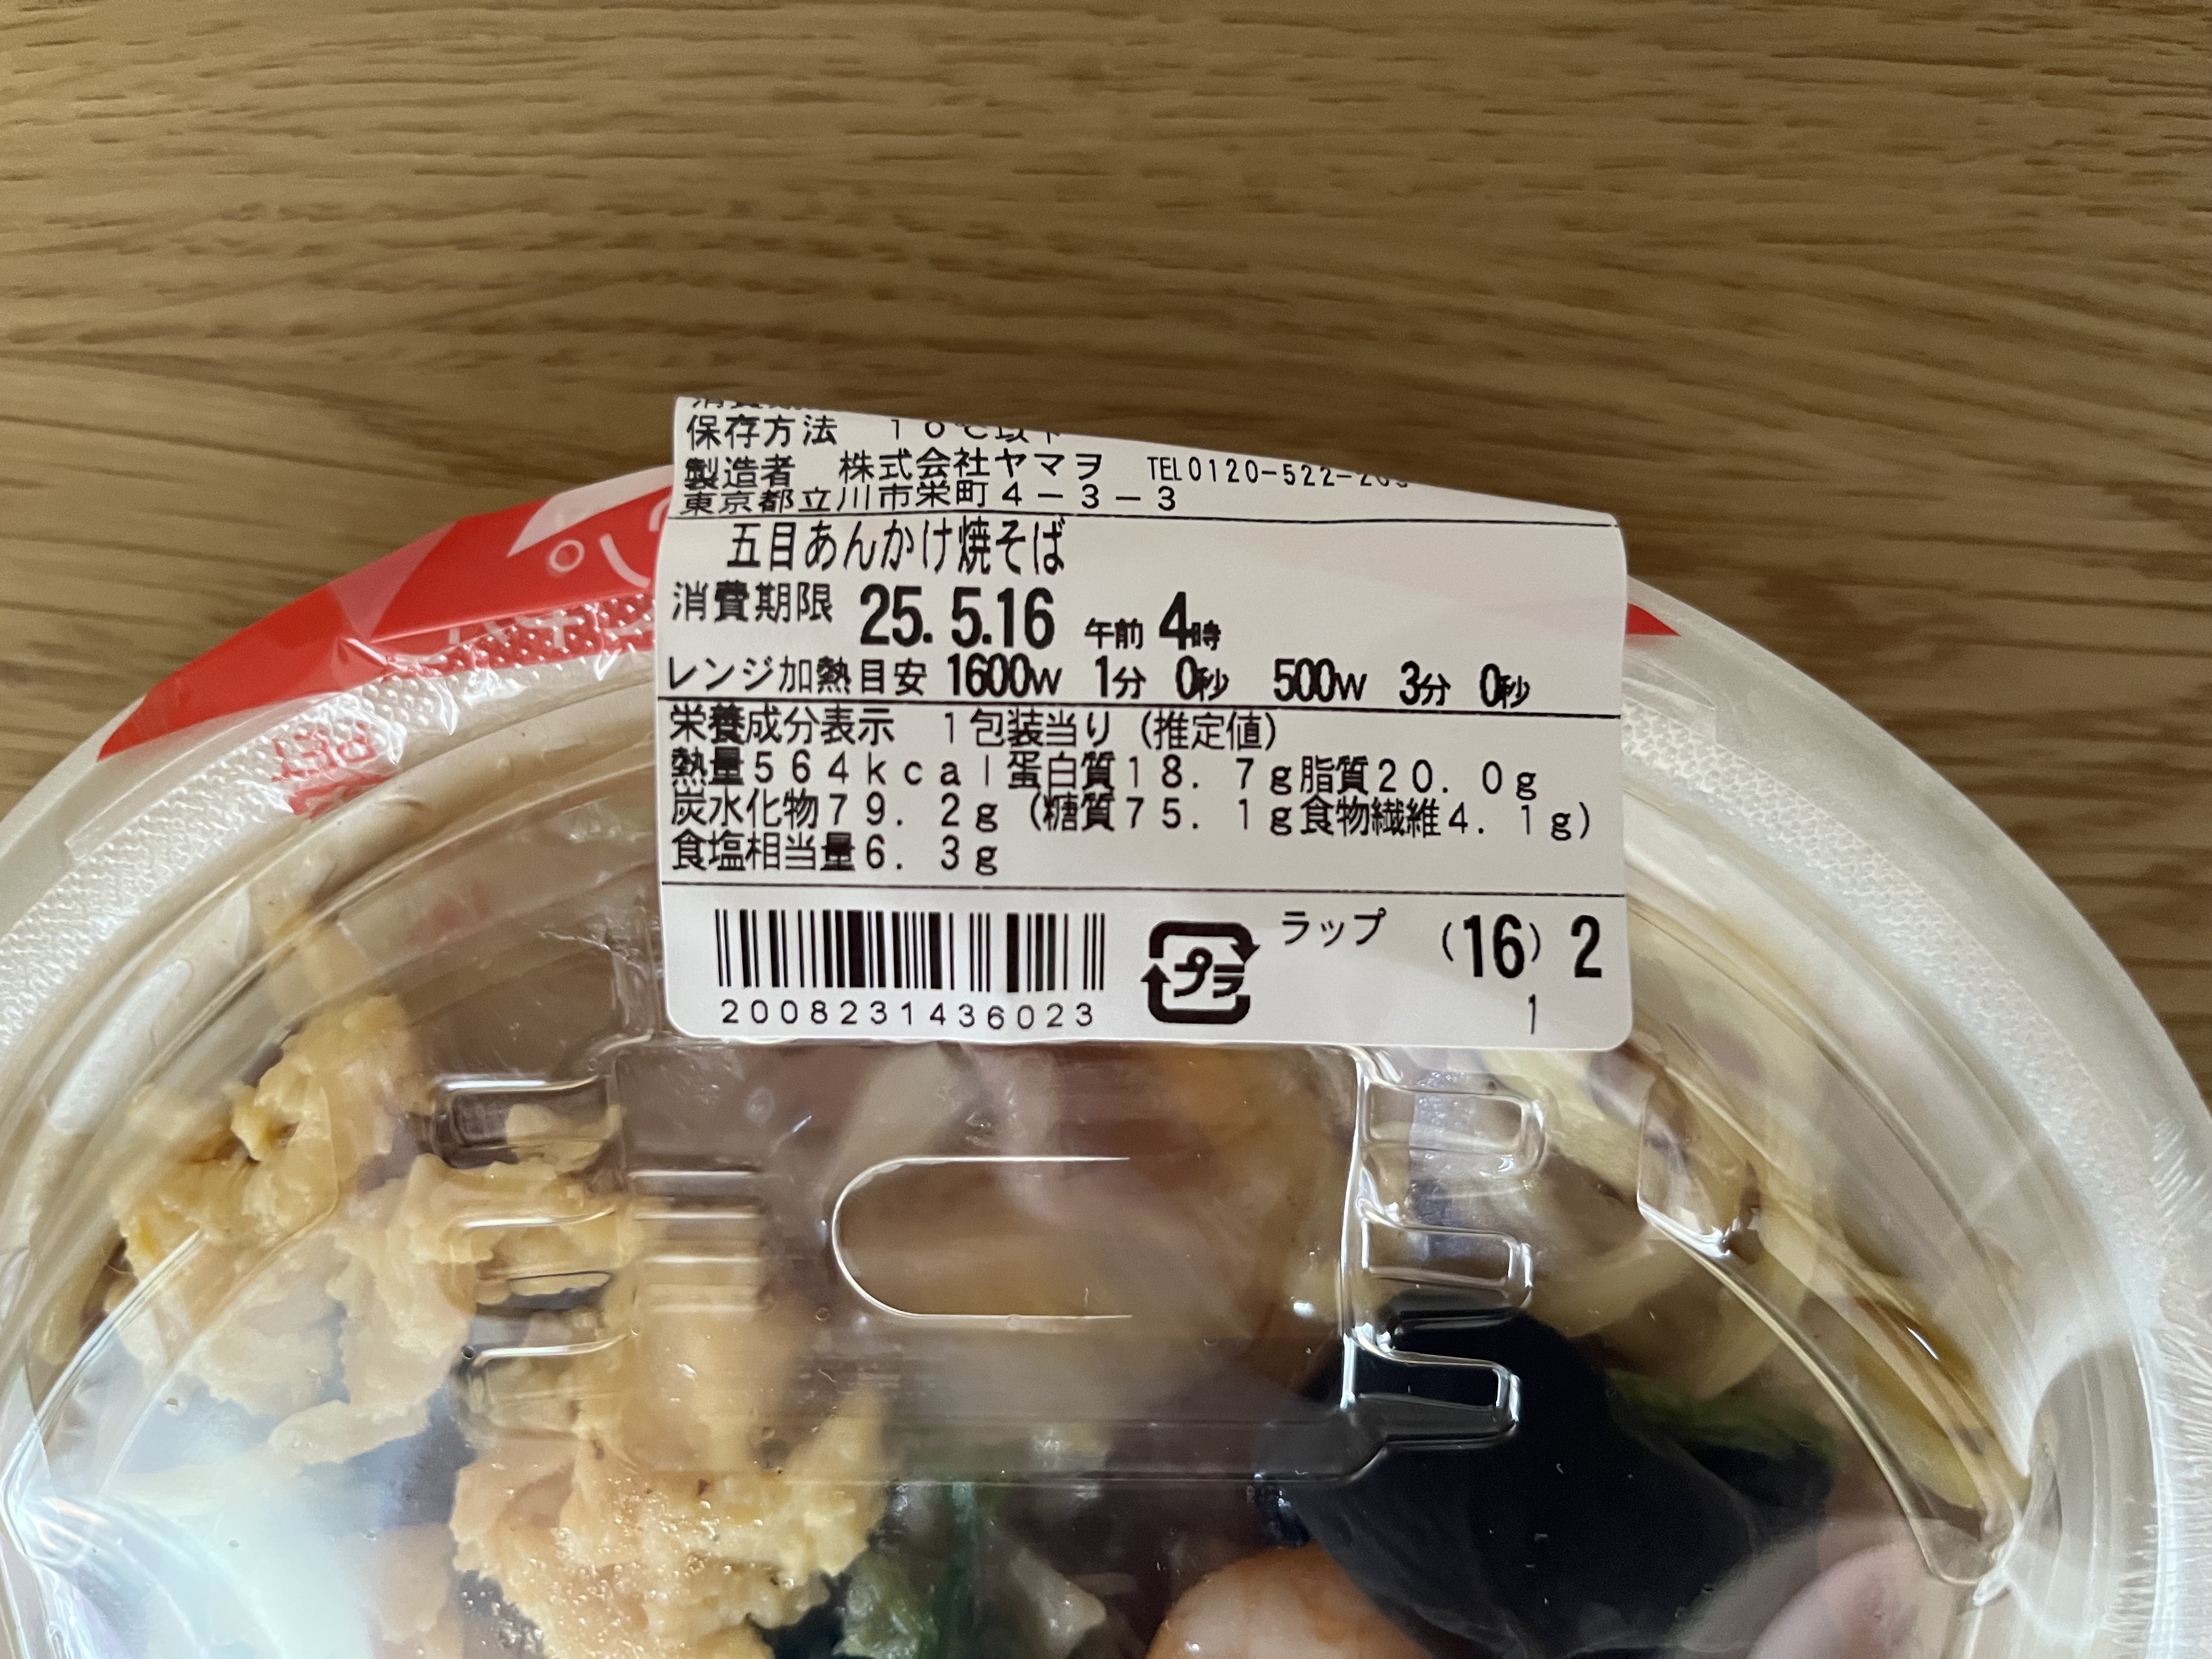 保存方法 10℃以下
製造者 株式会社ヤマヲ TEL0120-522-
東京都立川市栄町4-3-3
五目あんかけ焼そば
消費期限 25. 5.16 午前 4時
レンジ加熱目安 1600W 1分 0秒 500W 3分 0秒
栄養成分表示 1包装当り(推定値)
熱量564kcal蛋白質18. 7g脂質20. 0g
炭水化物79. 2g(糖質75. 1g食物繊維4. 1g)
食塩相当量6. 3g
プラ ラップ (16) 2
2008231436023 1